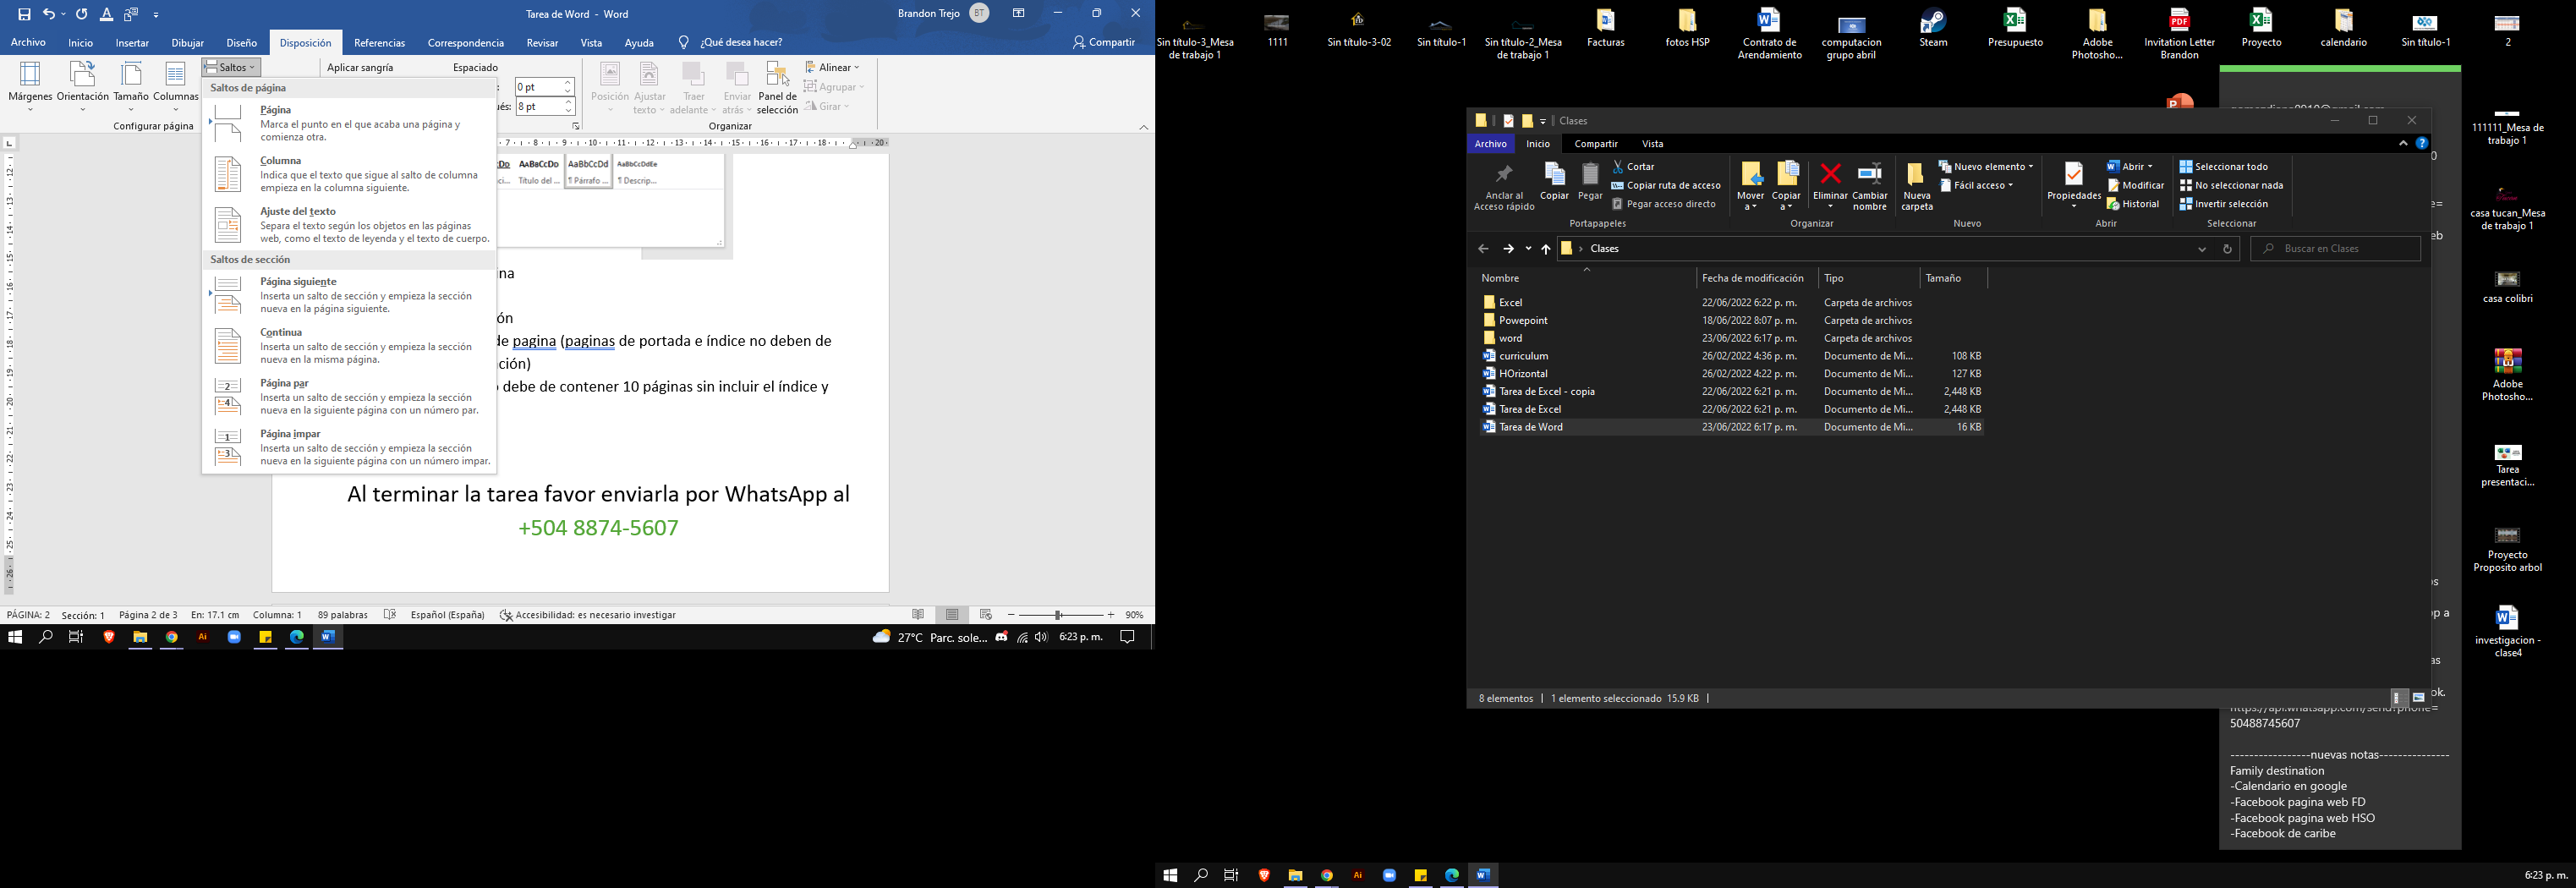 Tarea de Word - Word
Brandon Trejo
BT
Archivo
Inicio
Insertar
Dibujar
Diseño
Disposición
Referencias
Correspondencia
Revisar
Vista
Ayuda
¿Qué desea hacer?
Compartir
Márgenes
Orientación
Tamaño
Columnas
Saltos
Configurar página
Aplicar sangría
Espaciado
0 pt
8 pt
Posición
Ajustar texto
Traer adelante
Enviar atrás
Panel de selección
Alinear
Agrupar
Girar
Organizar
Saltos de página
Página
Marca el punto en el que acaba una página y
comienza otra.
Columna
Indica que el texto que sigue al salto de columna
empieza en la columna siguiente.
Ajuste del texto
Separa el texto según los objetos en las páginas
web, como el texto de leyenda y el texto de cuerpo.
Saltos de sección
Página siguiente
Inserta un salto de sección y empieza la sección
nueva en la página siguiente.
Continua
Inserta un salto de sección y empieza la sección
nueva en la misma página.
Página par
Inserta un salto de sección y empieza la sección
nueva en la siguiente página con un número par.
Página impar
Inserta un salto de sección y empieza la sección
nueva en la siguiente página con un número impar.
AaBbCcDo AaBbCcDd AaBbCcDdEe
Título del ... ¶ Párrafo ... ¶ Descrip...
ina
ón
de pagina (paginas de portada e índice no deben de
ción)
o debe de contener 10 páginas sin incluir el índice y
Al terminar la tarea favor enviarla por WhatsApp al
+504 8874-5607
PÁGINA: 2
Sección: 1
Página 2 de 3
En: 17.1 cm
Columna: 1
89 palabras
Español (España)
Accesibilidad: es necesario investigar
90%
27°C Parc. sole...
6:23 p. m.
Sin título-3_Mesa de trabajo 1
1111
Sin título-3-02
Sin título-1
Sin título-2_Mesa de trabajo 1
Facturas
fotos HSP
Contrato de Arrendamiento
computacion grupo abril
Steam
Presupuesto
Adobe Photosho...
Invitation Letter Brandon
Proyecto
calendario
Sin título-1
2
111111_Mesa de trabajo 1
casa tucan_Mesa de trabajo 1
casa colibri
Adobe Photosho...
Tarea presentaci...
Proyecto Proposito arbol
investigacion - clase4
Clases
Archivo
Inicio
Compartir
Vista
Anclar al Acceso rápido
Copiar
Pegar
Cortar
Copiar ruta de acceso
Pegar acceso directo
Portapapeles
Mover a
Copiar a
Eliminar
Cambiar nombre
Organizar
Nueva carpeta
Nuevo elemento
Fácil acceso
Nuevo
Propiedades
Abrir
Modificar
Historial
Abrir
Seleccionar todo
No seleccionar nada
Invertir selección
Seleccionar
Clases
Buscar en Clases
Nombre Fecha de modificación Tipo Tamaño
Excel 22/06/2022 6:22 p. m. Carpeta de archivos
Powepoint 18/06/2022 8:07 p. m. Carpeta de archivos
word 23/06/2022 6:17 p. m. Carpeta de archivos
curriculum 26/02/2022 4:36 p. m. Documento de Mi... 108 KB
HOrizontal 26/02/2022 4:22 p. m. Documento de Mi... 127 KB
Tarea de Excel - copia 22/06/2022 6:21 p. m. Documento de Mi... 2,448 KB
Tarea de Excel 22/06/2022 6:21 p. m. Documento de Mi... 2,448 KB
Tarea de Word 23/06/2022 6:17 p. m. Documento de Mi... 16 KB
8 elementos
1 elemento seleccionado 15.9 KB
50488745607
-----------------nuevas notas---------------
Family destination
-Calendario en google
-Facebook pagina web FD
-Facebook pagina web HSO
-Facebook de caribe
6:23 p. m.